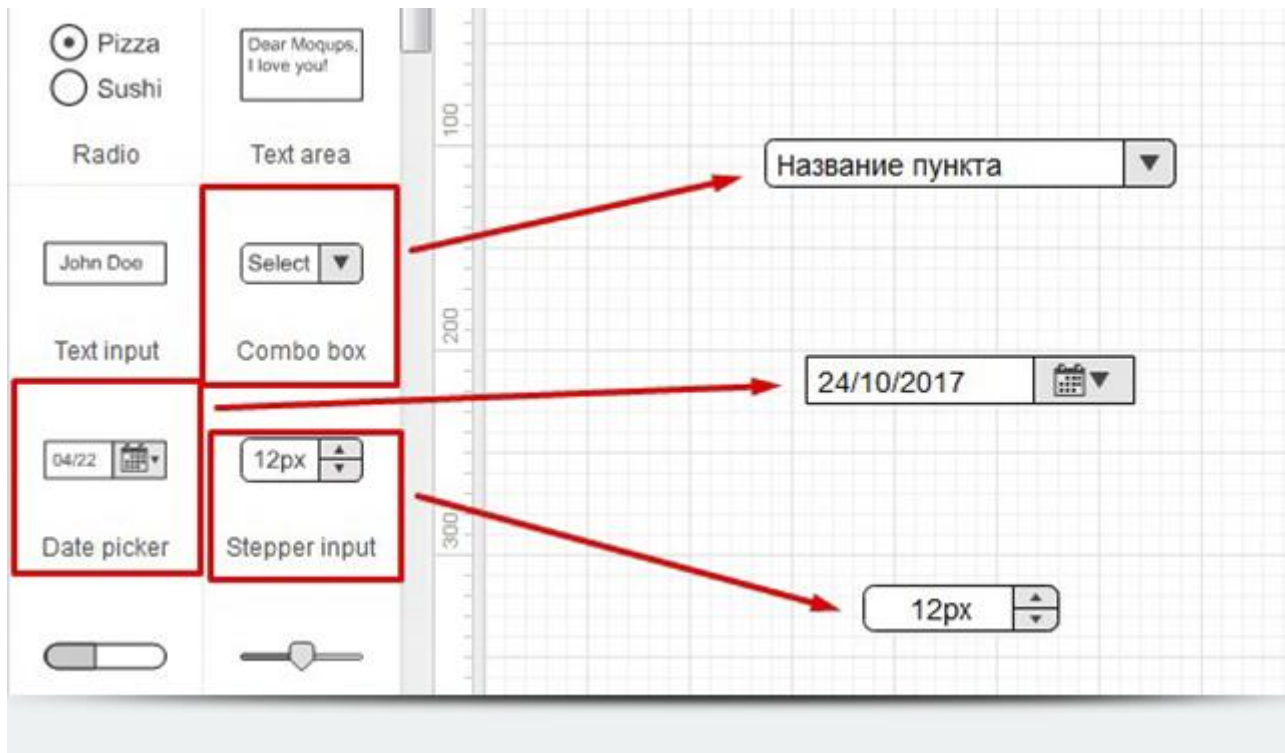 Pizza
Sushi
Dear Moqups,
I love you!
Radio
Text area
John Doe
Select
Text input
Combo box
04/22
12px
Date picker
Stepper input
100
200
300
Название пункта
24/10/2017
12px